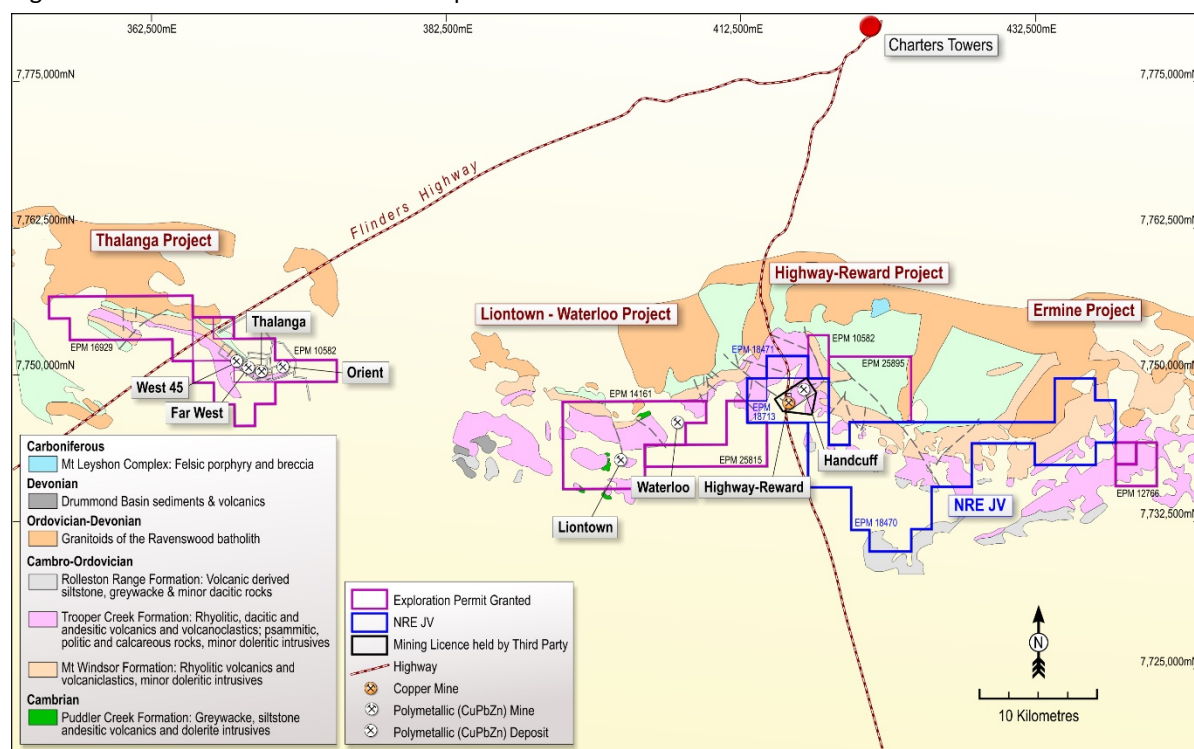 362,500mE
382,500mE
412,500mE
432,500mE
Charters Towers
7,775,000mN
7,775,000mN
Flinders Highway
7,762,500mN
7,762,500mN
Thalanga Project
Highway-Reward Project
Liontown - Waterloo Project
Ermine Project
EPM 16929
Thalanga
EPM 10582
7,750,000mN
Orient
West 45
Far West
EPM 18471
EPM 10582
EPM 25895
7,750,000mN
EPM 14161
EPM
18713
EPM 25815
Handcuff
Waterloo
Highway-Reward
Liontown
NRE JV
EPM 12766
EPM 18470
7,732,500mN
7,725,000mN
Carboniferous
Mt Leyshon Complex: Felsic porphyry and breccia
Devonian
Drummond Basin sediments & volcanics
Ordovician-Devonian
Granitoids of the Ravenswood batholith
Cambro-Ordovician
Rolleston Range Formation: Volcanic derived
siltstone, greywacke & minor dacitic rocks
Trooper Creek Formation: Rhyolitic, dacitic and
andesitic volcanics and volcanoclastics; psammitic,
politic and calcareous rocks, minor doleritic intrusives
Mt Windsor Formation: Rhyolitic volcanics and
volcaniclastics, minor doleritic intrusives
Cambrian
Puddler Creek Formation: Greywacke, siltstone
andesitic volcanics and dolerite intrusives
Exploration Permit Granted
NRE JV
Mining Licence held by Third Party
Highway
Copper Mine
Polymetallic (CuPbZn) Mine
Polymetallic (CuPbZn) Deposit
N
10 Kilometres